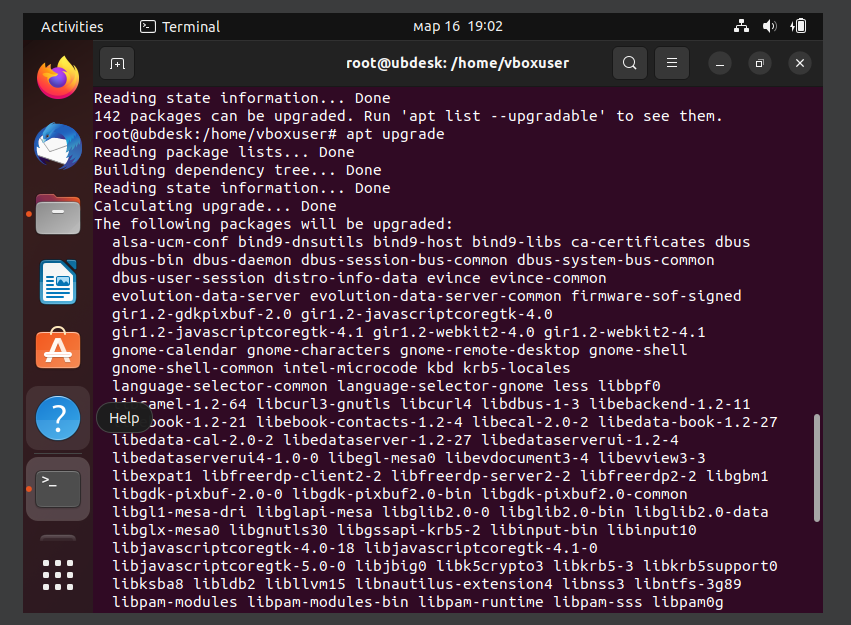 Activities Terminal мар 16 19:02
root@ubdesk: /home/vboxuser
Reading state information... Done
142 packages can be upgraded. Run 'apt list --upgradable' to see them.
root@ubdesk:/home/vboxuser# apt upgrade
Reading package lists... Done
Building dependency tree... Done
Reading state information... Done
Calculating upgrade... Done
The following packages will be upgraded:
alsa-ucm-conf bind9-dnsutils bind9-host bind9-libs ca-certificates dbus
dbus-bin dbus-daemon dbus-session-bus-common dbus-system-bus-common
dbus-user-session distro-info-data evince evince-common
evolution-data-server evolution-data-server-common firmware-sof-signed
gir1.2-gdkpixbuf-2.0 gir1.2-javascriptcoregtk-4.0
gir1.2-javascriptcoregtk-4.1 gir1.2-webkit2-4.0 gir1.2-webkit2-4.1
gnome-calendar gnome-characters gnome-remote-desktop gnome-shell
gnome-shell-common intel-microcode kbd krb5-locales
language-selector-common language-selector-gnome less libbpf0
libcamel-1.2-64 libcurl3-gnutls libcurl4 libdbus-1-3 libebackend-1.2-11
Help
book-1.2-21 libebook-contacts-1.2-4 libecal-2.0-2 libedata-book-1.2-27
libedata-cal-2.0-2 libedataserver-1.2-27 libedataserverui-1.2-4
libedataserverui4-1.0-0 libegl-mesa0 libevdocument3-4 libevview3-3
libexpat1 libfreerdp-client2-2 libfreerdp-server2-2 libfreerdp2-2 libgbm1
libgdk-pixbuf-2.0-0 libgdk-pixbuf2.0-bin libgdk-pixbuf2.0-common
libgl1-mesa-dri libglapi-mesa libglib2.0-0 libglib2.0-bin libglib2.0-data
libglx-mesa0 libgnutls30 libgssapi-krb5-2 libinput-bin libinput10
libjavascriptcoregtk-4.0-18 libjavascriptcoregtk-4.1-0
libjavascriptcoregtk-5.0-0 libjbig0 libk5crypto3 libkrb5-3 libkrb5support0
libksba8 libldb2 libllvm15 libnautilus-extension4 libnss3 libntfs-3g89
libpam-modules libpam-modules-bin libpam-runtime libpam-sss libpam0g